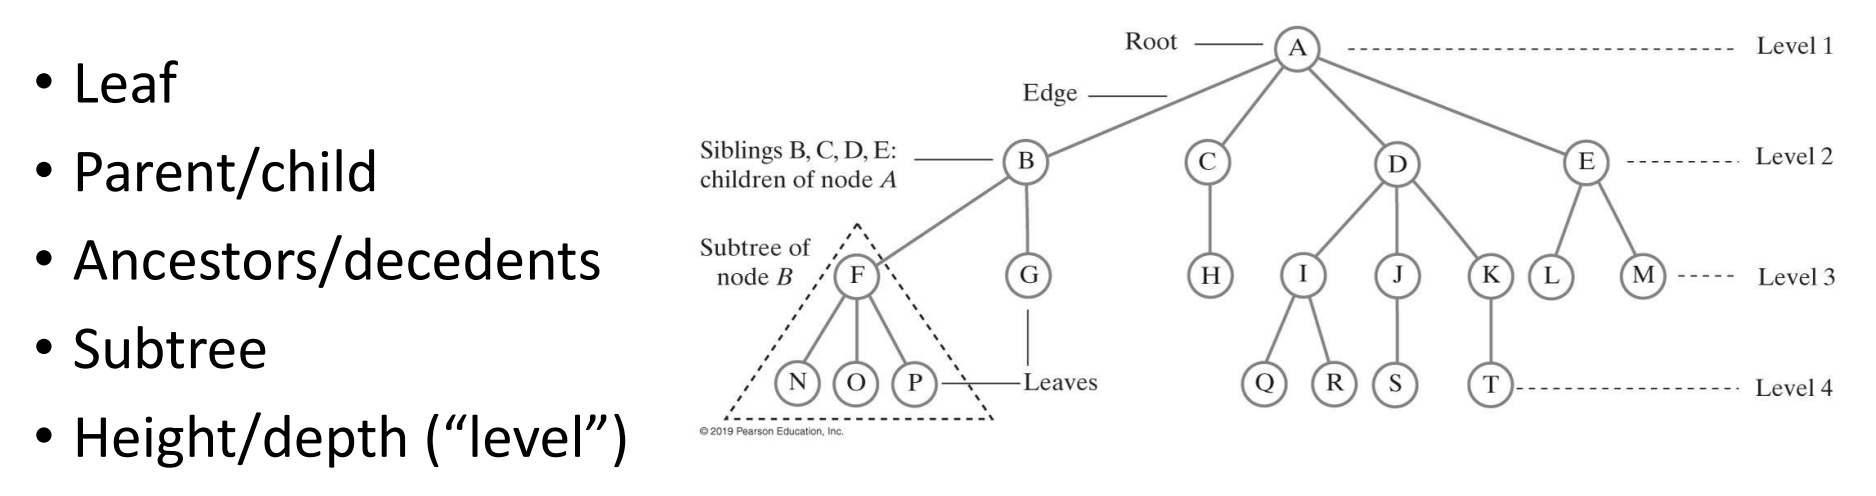 • Leaf
• Parent/child
• Ancestors/decedents
• Subtree
• Height/depth (“level”)
Root
A
Level 1
Edge
Siblings B, C, D, E:
children of node A
B
C
D
E
Level 2
Subtree of
node B
F
G
H
I
J
K
L
M
Level 3
N
O
P
Leaves
Q
R
S
T
Level 4
© 2019 Pearson Education, Inc.